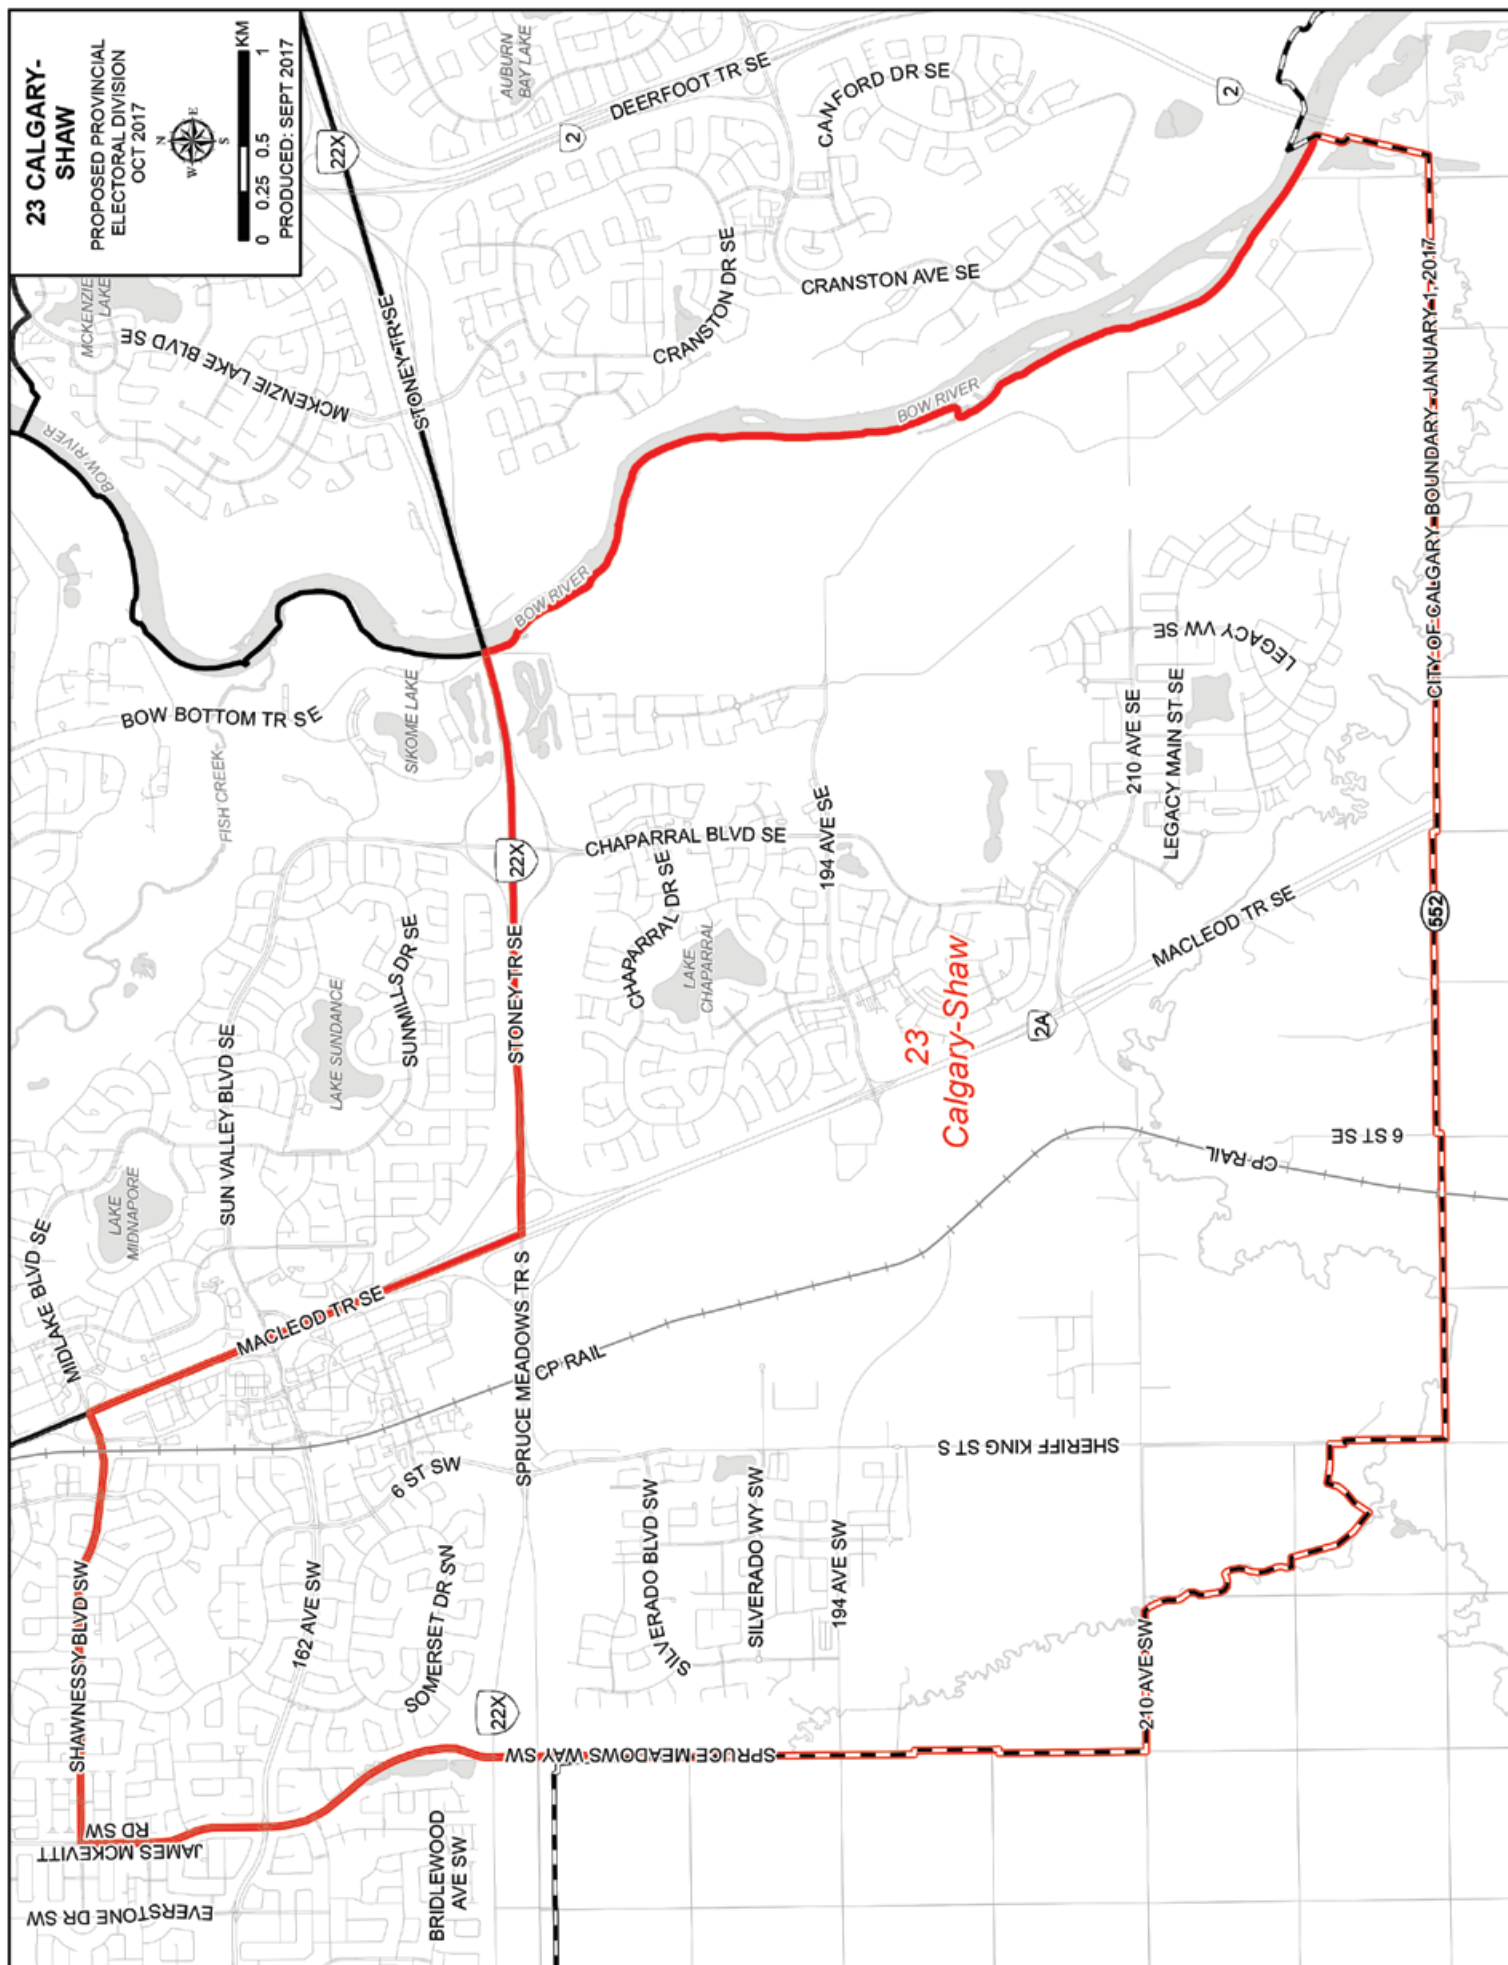 23 CALGARY-
SHAW
PROPOSED PROVINCIAL
ELECTORAL DIVISION
OCT 2017
N
W
E
S
0 0.25 0.5 1 KM
PRODUCED: SEPT 2017
MCKENZIE
LAKE
MCKENZIE LAKE BLVD SE
BOW RIVER
AUBURN
BAY LAKE
22X
DEERFOOT TR SE
2
CANFORD DR SE
2
STONEY TR SE
CRANSTON DR SE
CRANSTON AVE SE
BOW RIVER
BOW RIVER
BOW BOTTOM TR SE
FISH CREEK
SIKOME LAKE
22X
CHAPARRAL BLVD SE
CHAPARRAL DR SE
LAKE
CHAPARRAL
194 AVE SE
210 AVE SE
LEGACY MAIN ST SE
LEGACY VW SE
CITY OF CALGARY BOUNDARY JANUARY 1, 2017
MACLEOD TR SE
552
2A
23
Calgary-Shaw
SUN VALLEY BLVD SE
LAKE SUNDANCE
SUNMILLS DR SE
STONEY TR SE
LAKE
MIDNAPORE
MIDLAKE BLVD SE
MACLEOD TR SE
SPRUCE MEADOWS TR S
CP RAIL
CP RAIL
6 ST SE
SHERIFF KING ST S
6 ST SW
SHAWNESSY BLVD SW
162 AVE SW
SOMERSET DR SW
22X
SILVERADO BLVD SW
SILVERADO WY SW
194 AVE SW
210 AVE SW
SPRUCE MEADOWS WAY SW
JAMES MCKEVITT
RD SW
EVERSTONE DR SW
BRIDLEWOOD
AVE SW